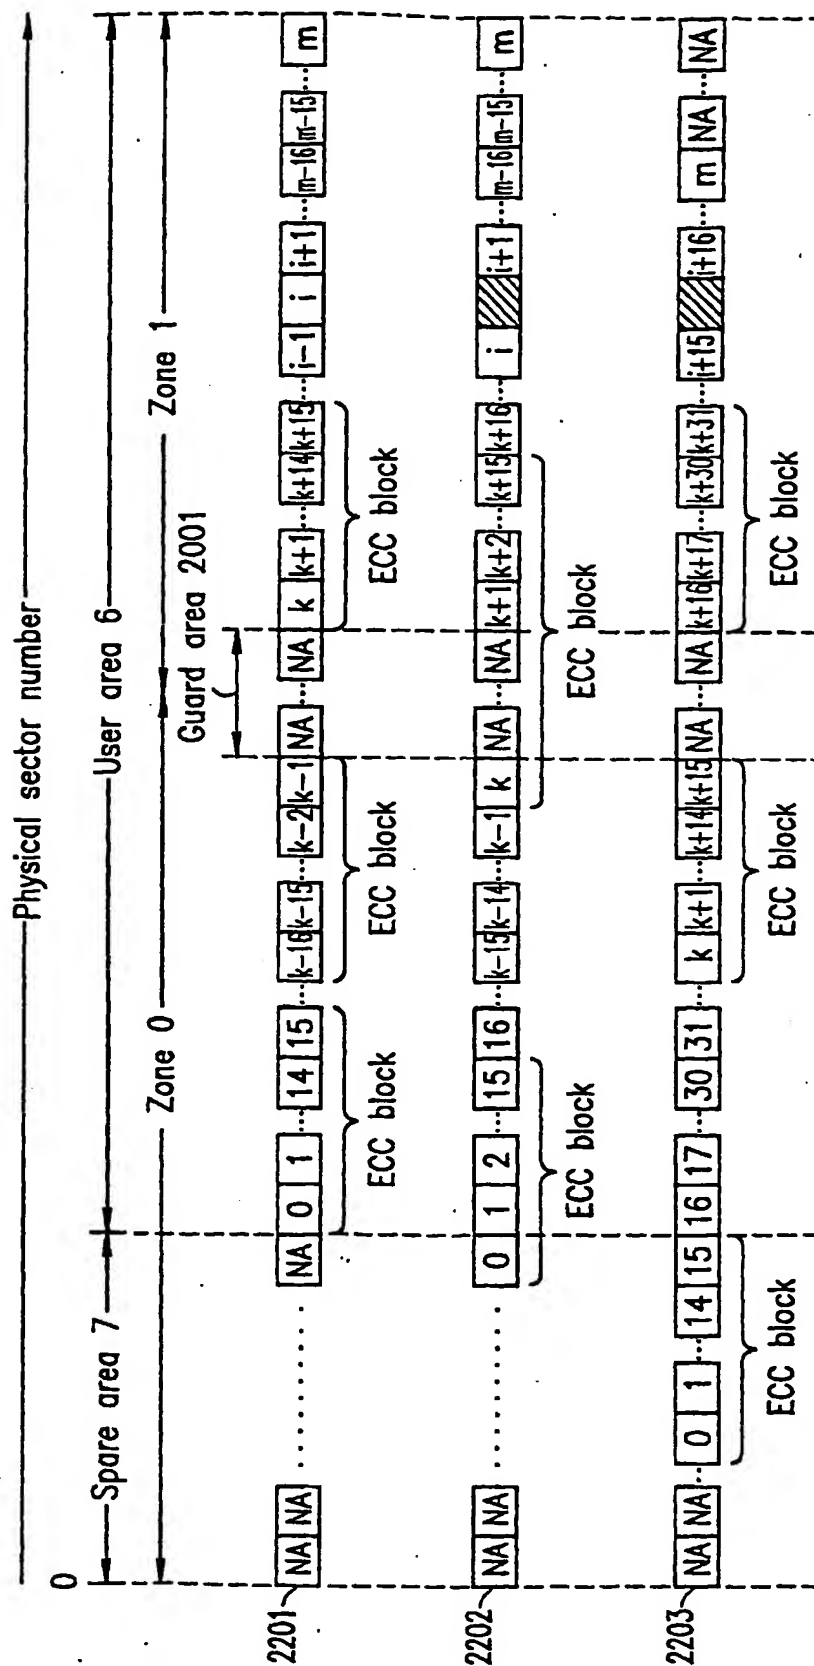 Physical sector number
0
Spare area 7
User area 6
Zone 0
Zone 1
Guard area 2001
2201
NA NA ········ NA 0 1 ··· 14 15 ··· k-16 k-15 ··· k-2 k-1 NA ··· NA k k+1 ··· k+14 k+15 ··· i-1 i i+1 ··· m-16 m-15 ··· m
ECC block
ECC block
ECC block
2202
NA NA ········ 0 1 2 ··· 15 16 ··· k-15 k-14 ··· k-1 k NA ··· NA k+1 k+2 ··· k+15 k+16 ··· i i+1 ··· m-16 m-15 ··· m
ECC block
ECC block
2203
NA NA ··· 0 1 ··· 14 15 16 17 ··· 30 31 ··· k k+1 ··· k+14 k+15 NA ··· NA k+16 k+17 ··· k+30 k+31 ··· i+15 i+16 ··· m NA ··· NA
ECC block
ECC block
ECC block